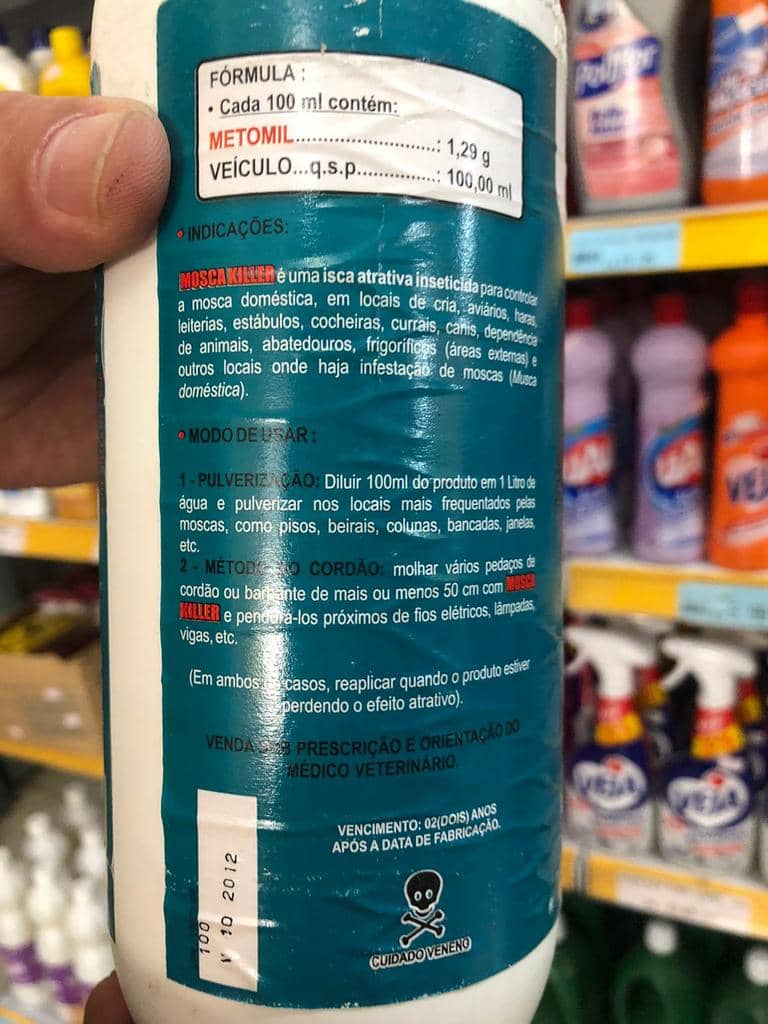 FÓRMULA :
• Cada 100 ml contém:
METOMIL..............................: 1,29 g
VEÍCULO...q.s.p.................: 100,00 ml
• INDICAÇÕES:
MOSCA KILLER é uma isca atrativa inseticida para controlar
a mosca doméstica, em locais de cria, aviários, haras,
leiterias, estábulos, cocheiras, currais, canis, dependência
de animais, abatedouros, frigoríficos (áreas externas) e
outros locais onde haja infestação de moscas (Musca
doméstica).
• MODO DE USAR :
1 - PULVERIZAÇÃO: Diluir 100ml do produto em 1 Litro de
água e pulverizar nos locais mais frequentados pelas
moscas, como pisos, beirais, colunas, bancadas, janelas,
etc.
2 - MÉTODO AO CORDÃO: molhar vários pedaços de
cordão ou barbante de mais ou menos 50 cm com MOSCA
KILLER e pendurá-los próximos de fios elétricos, lâmpadas,
vigas, etc.
(Em ambos os casos, reaplicar quando o produto estiver
perdendo o efeito atrativo).
VENDA SOB PRESCRIÇÃO E ORIENTAÇÃO DO
MÉDICO VETERINÁRIO.
VENCIMENTO: 02(DOIS) ANOS
APÓS A DATA DE FABRICAÇÃO.
100
V 10 2012
CUIDADO VENENO
Poliflor
VEJA
VEJA
VEJA